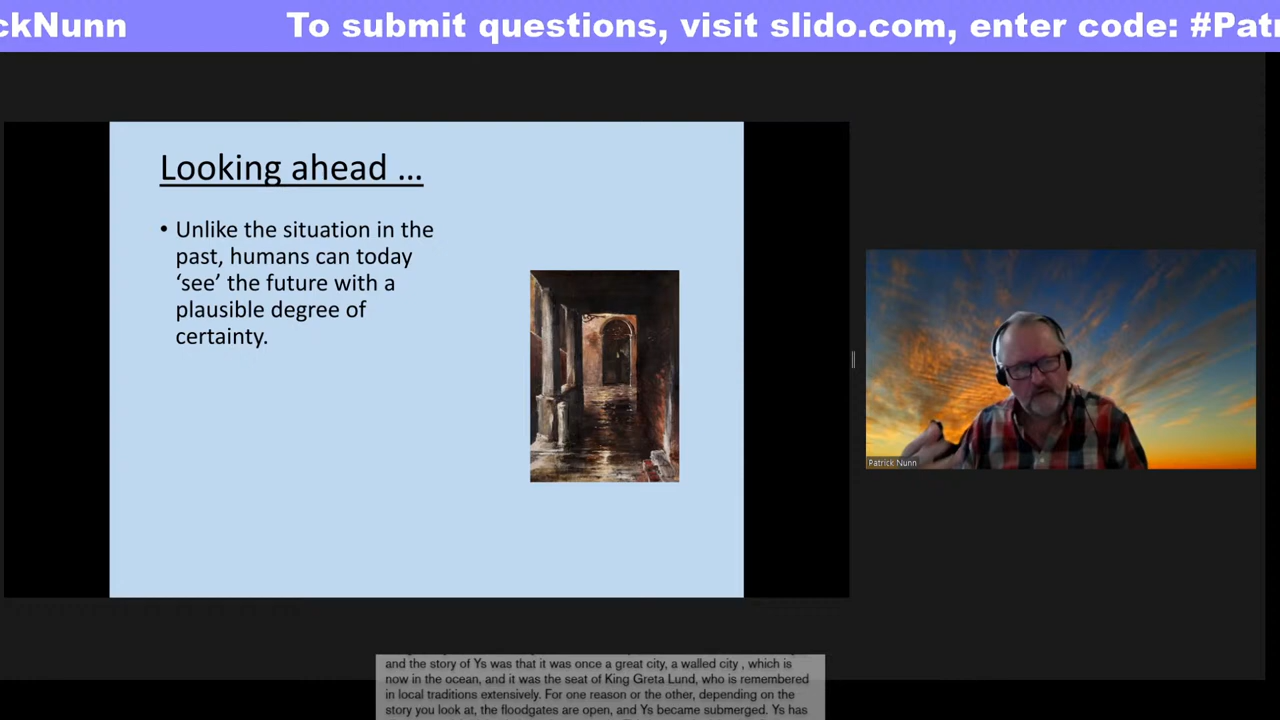 ckNunn To submit questions, visit slido.com, enter code: #Patr
Looking ahead ...
• Unlike the situation in the
past, humans can today
‘see’ the future with a
plausible degree of
certainty.
Patrick Nunn
and the story of Ys was that it was once a great city, a walled city , which is
now in the ocean, and it was the seat of King Greta Lund, who is remembered
in local traditions extensively. For one reason or the other, depending on the
story you look at, the floodgates are open, and Ys became submerged. Ys has